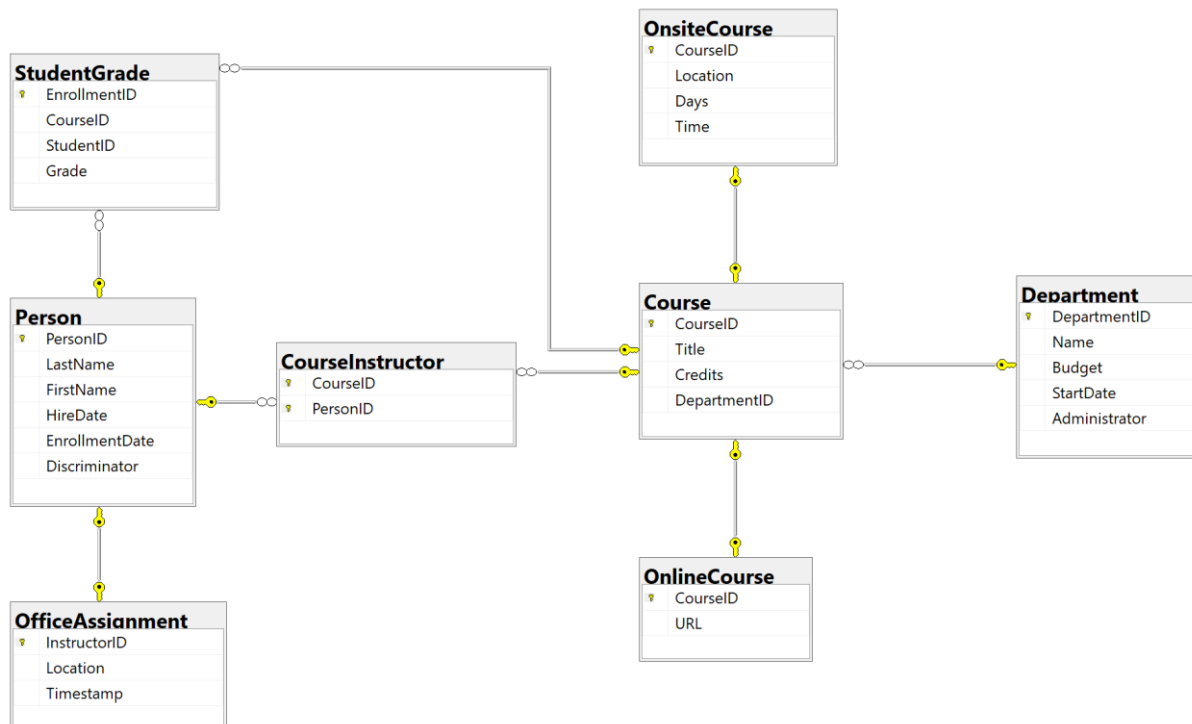 StudentGrade
EnrollmentID
CourseID
StudentID
Grade
OnsiteCourse
CourseID
Location
Days
Time
Person
PersonID
LastName
FirstName
HireDate
EnrollmentDate
Discriminator
CourseInstructor
CourseID
PersonID
Course
CourseID
Title
Credits
DepartmentID
Department
DepartmentID
Name
Budget
StartDate
Administrator
OfficeAssignment
InstructorID
Location
Timestamp
OnlineCourse
CourseID
URL